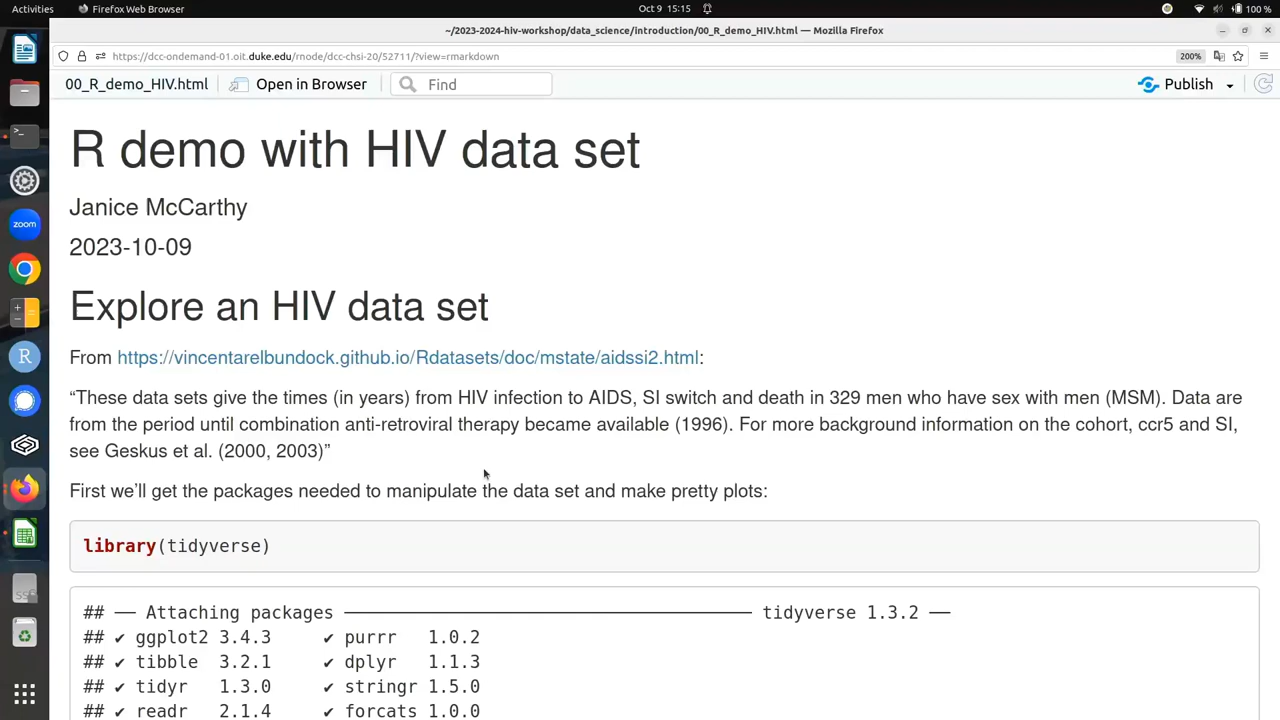 Activities Firefox Web Browser Oct 9 15:15 100 %
~/2023-2024-hiv-workshop/data_science/introduction/00_R_demo_HIV.html — Mozilla Firefox
https://dcc-ondemand-01.oit.duke.edu/rnode/dcc-chsi-20/52711/?view=rmarkdown 200%
00_R_demo_HIV.html Open in Browser Find Publish
R demo with HIV data set
Janice McCarthy
2023-10-09
Explore an HIV data set
From https://vincentarelbundock.github.io/Rdatasets/doc/mstate/aidssi2.html:
“These data sets give the times (in years) from HIV infection to AIDS, SI switch and death in 329 men who have sex with men (MSM). Data are
from the period until combination anti-retroviral therapy became available (1996). For more background information on the cohort, ccr5 and SI,
see Geskus et al. (2000, 2003)”
First we’ll get the packages needed to manipulate the data set and make pretty plots:
library(tidyverse)
## ── Attaching packages ─────────────────────────────────────── tidyverse 1.3.2 ──
## ✔ ggplot2 3.4.3 ✔ purrr 1.0.2
## ✔ tibble 3.2.1 ✔ dplyr 1.1.3
## ✔ tidyr 1.3.0 ✔ stringr 1.5.0
## ✔ readr 2.1.4 ✔ forcats 1.0.0
zoom
R